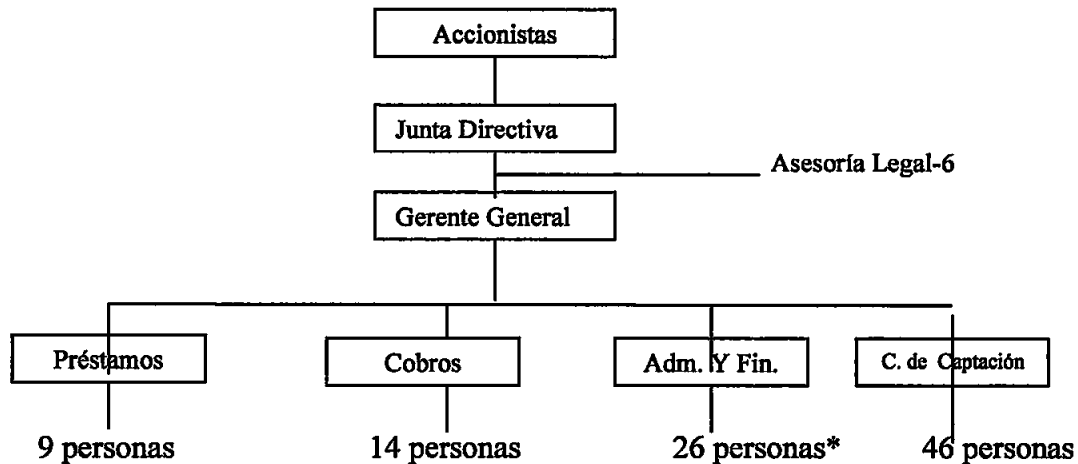 Accionistas
Junta Directiva
Asesoría Legal-6
Gerente General
Préstamos
Cobros
Adm. Y Fin.
C. de Captación
9 personas
14 personas
26 personas*
46 personas